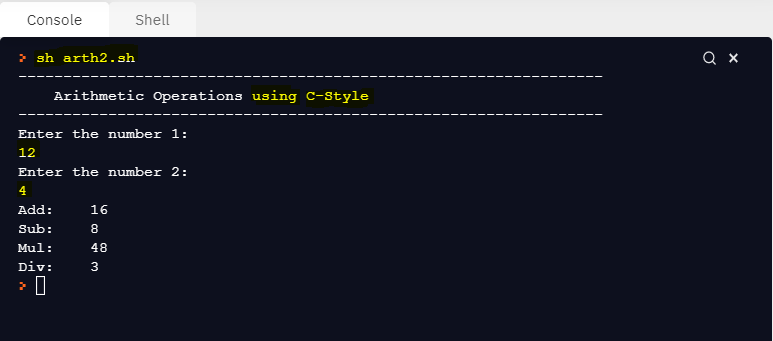 Console Shell
> sh arth2.sh
-----------------------------------------------------------------
Arithmetic Operations using C-Style
-----------------------------------------------------------------
Enter the number 1:
12
Enter the number 2:
4
Add: 16
Sub: 8
Mul: 48
Div: 3
>